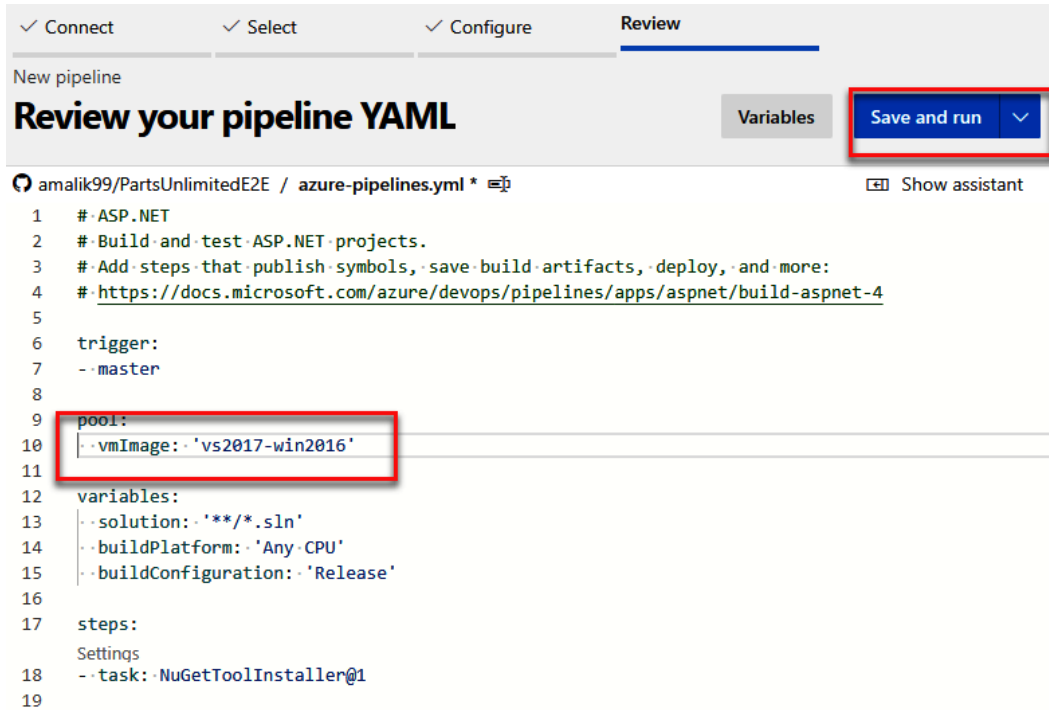 Connect
Select
Configure
Review
New pipeline
Review your pipeline YAML
Variables
Save and run
amalik99/PartsUnlimitedE2E / azure-pipelines.yml *
Show assistant
1 # ASP.NET
2 # Build and test ASP.NET projects.
3 # Add steps that publish symbols, save build artifacts, deploy, and more:
4 # https://docs.microsoft.com/azure/devops/pipelines/apps/aspnet/build-aspnet-4
5
6 trigger:
7 - master
8
9 pool:
10   vmImage: 'vs2017-win2016'
11
12 variables:
13   solution: '**/*.sln'
14   buildPlatform: 'Any CPU'
15   buildConfiguration: 'Release'
16
17 steps:
Settings
18 - task: NuGetToolInstaller@1
19